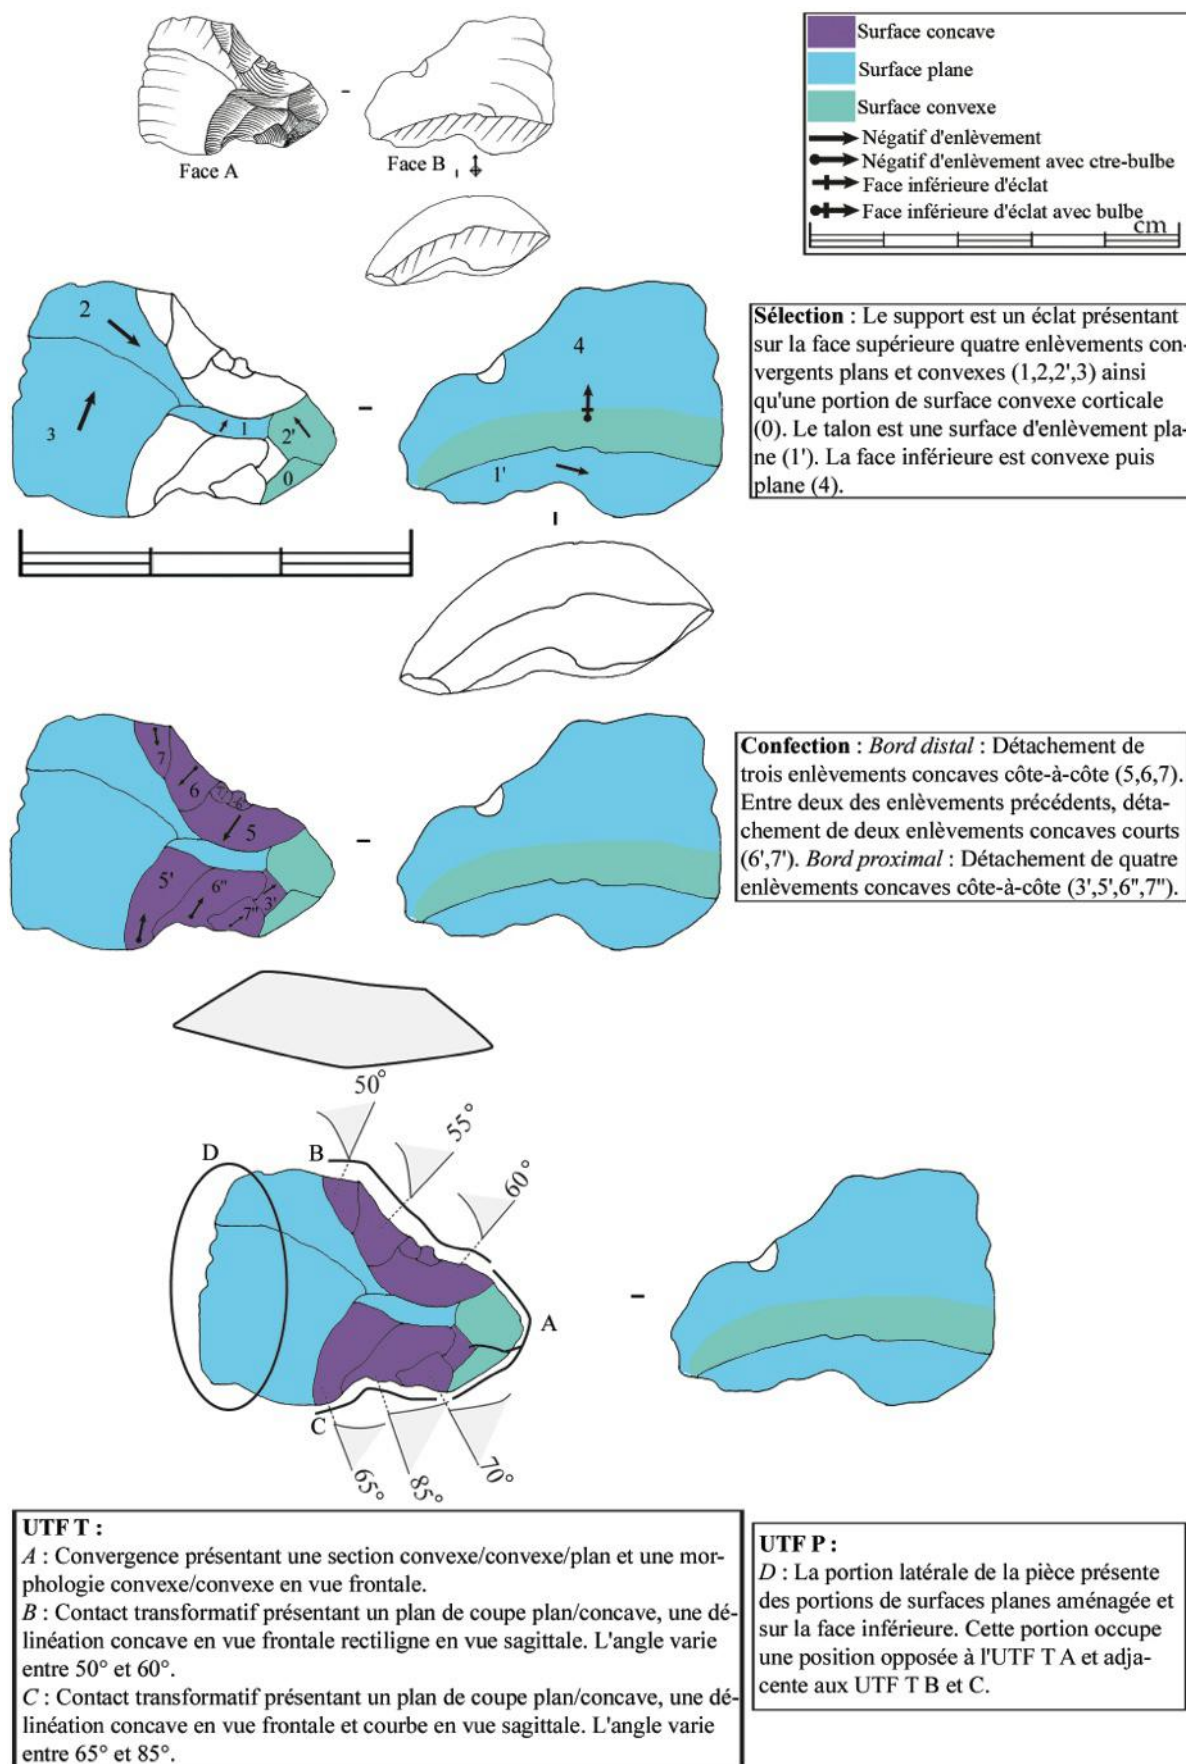 Surface concave
Surface plane
Surface convexe
Négatif d'enlèvement
Négatif d'enlèvement avec ctre-bulbe
Face inférieure d'éclat
Face inférieure d'éclat avec bulbe
cm
Face A
Face B
2
3
1
2'
0
4
1'
Sélection : Le support est un éclat présentant
sur la face supérieure quatre enlèvements con-
vergents plans et convexes (1,2,2',3) ainsi
qu'une portion de surface convexe corticale
(0). Le talon est une surface d'enlèvement pla-
ne (1'). La face inférieure est convexe puis
plane (4).
7
6
5
5'
6"
7"
3'
Confection : Bord distal : Détachement de
trois enlèvements concaves côte-à-côte (5,6,7).
Entre deux des enlèvements précédents, déta-
chement de deux enlèvements concaves courts
(6',7'). Bord proximal : Détachement de quatre
enlèvements concaves côte-à-côte (3',5',6",7").
50°
55°
60°
D
B
A
C
65°
85°
70°
UTF T :
A : Convergence présentant une section convexe/convexe/plan et une mor-
phologie convexe/convexe en vue frontale.
B : Contact transformatif présentant un plan de coupe plan/concave, une dé-
linéation concave en vue frontale rectiligne en vue sagittale. L'angle varie
entre 50° et 60°.
C : Contact transformatif présentant un plan de coupe plan/concave, une dé-
linéation concave en vue frontale et courbe en vue sagittale. L'angle varie
entre 65° et 85°.
UTF P :
D : La portion latérale de la pièce présente
des portions de surfaces planes aménagée et
sur la face inférieure. Cette portion occupe
une position opposée à l'UTF T A et adja-
cente aux UTF T B et C.